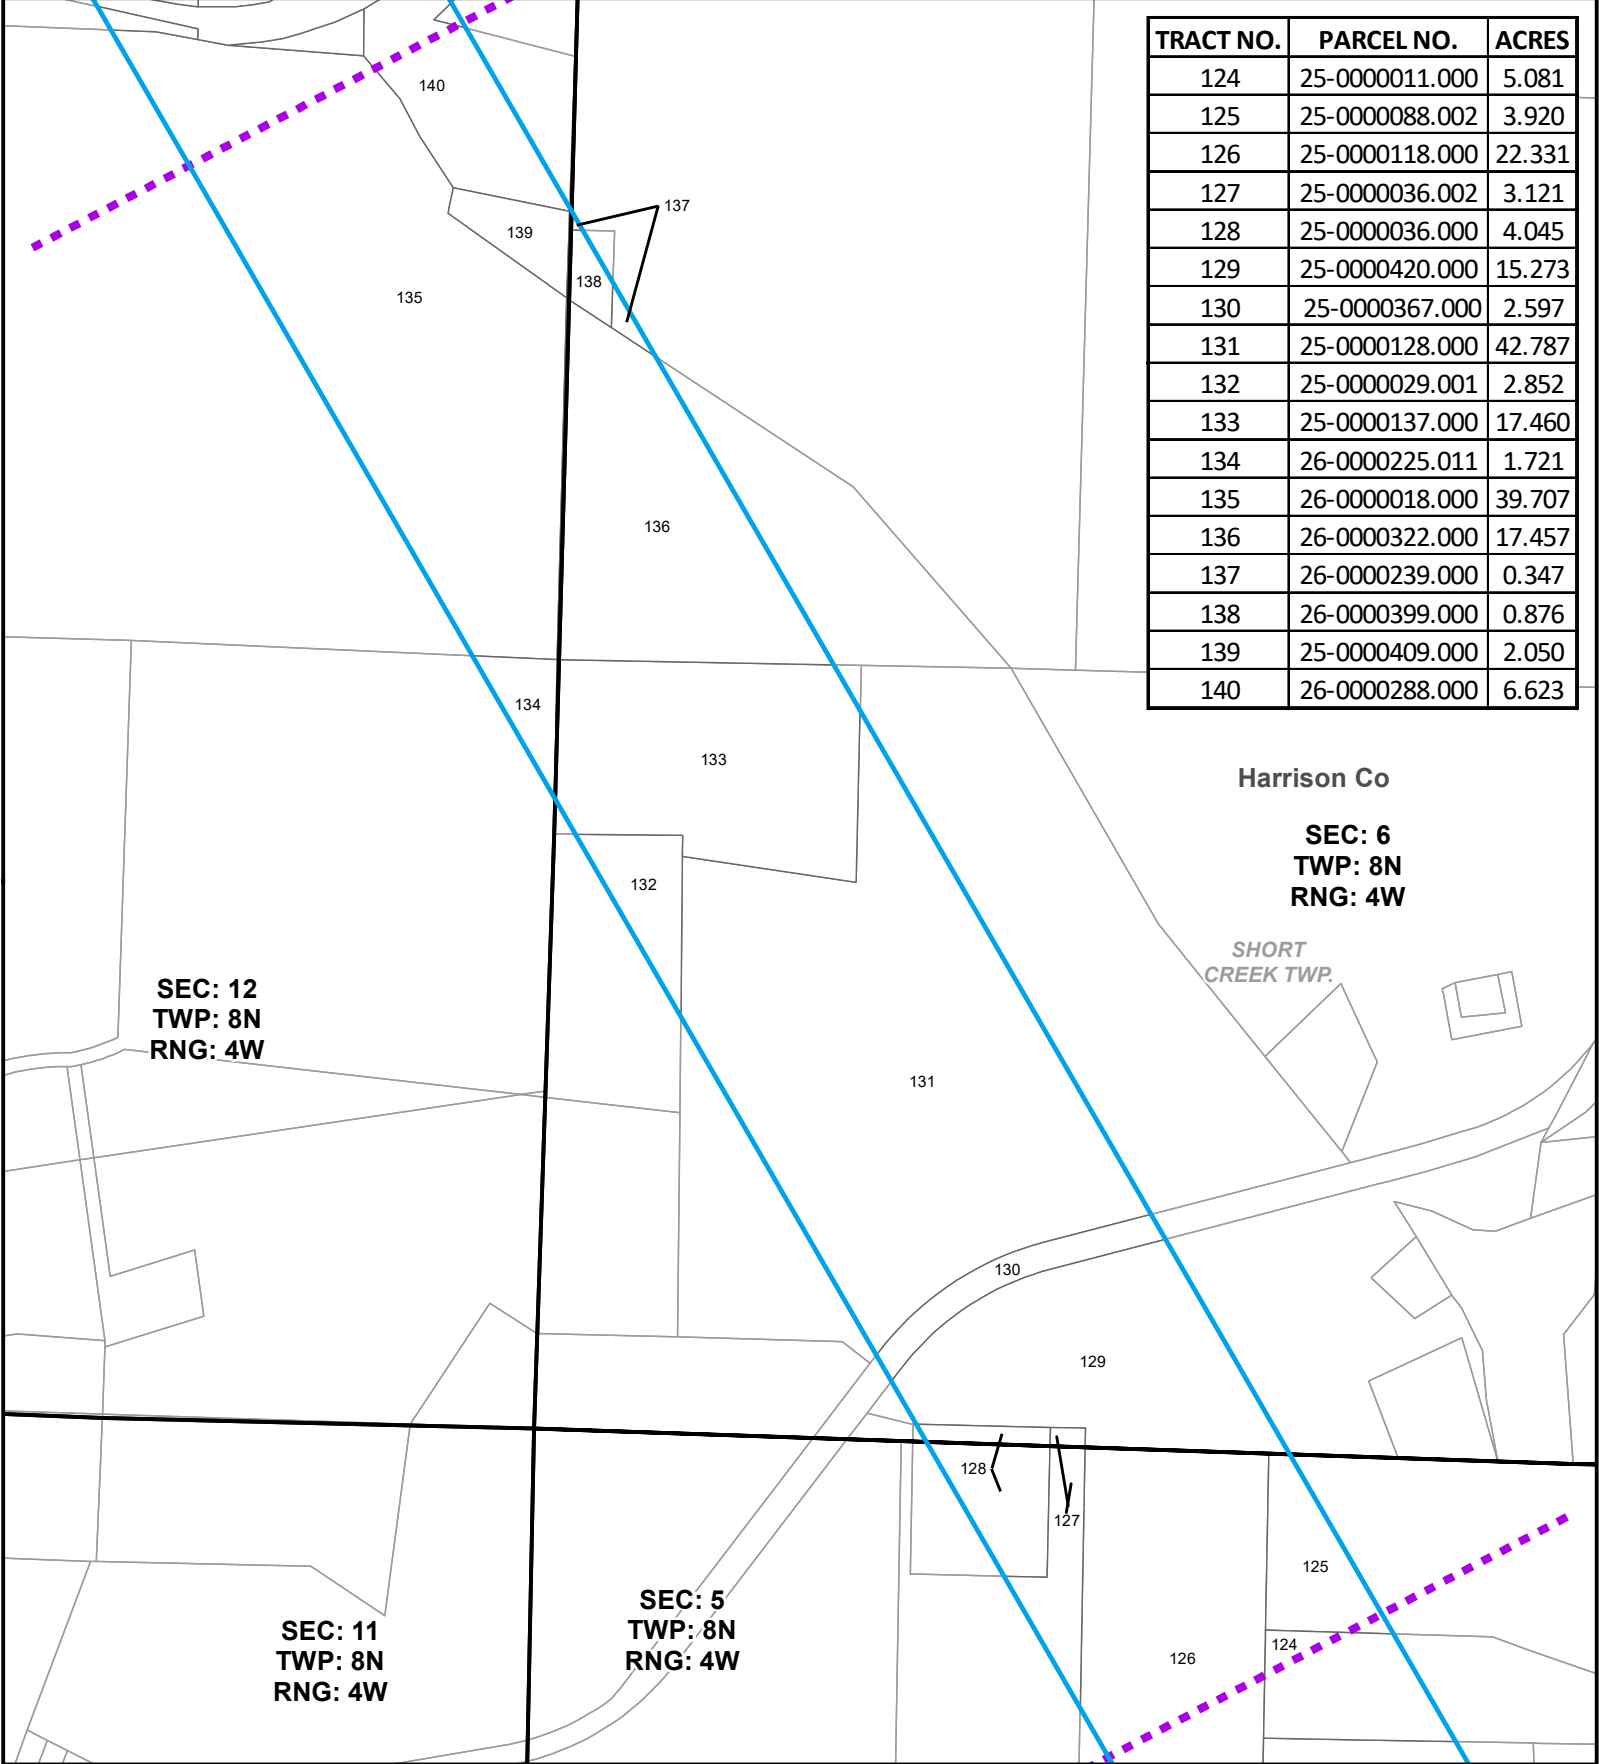 TRACT NO. PARCEL NO. ACRES
124 25-0000011.000 5.081
125 25-0000088.002 3.920
126 25-0000118.000 22.331
127 25-0000036.002 3.121
128 25-0000036.000 4.045
129 25-0000420.000 15.273
130 25-0000367.000 2.597
131 25-0000128.000 42.787
132 25-0000029.001 2.852
133 25-0000137.000 17.460
134 26-0000225.011 1.721
135 26-0000018.000 39.707
136 26-0000322.000 17.457
137 26-0000239.000 0.347
138 26-0000399.000 0.876
139 25-0000409.000 2.050
140 26-0000288.000 6.623
140
137
139
138
135
136
134
133
Harrison Co
SEC: 6
TWP: 8N
RNG: 4W
132
SHORT
CREEK TWP.
SEC: 12
TWP: 8N
RNG: 4W
131
130
129
128
127
125
SEC: 5
TWP: 8N
RNG: 4W
SEC: 11
TWP: 8N
RNG: 4W
124
126